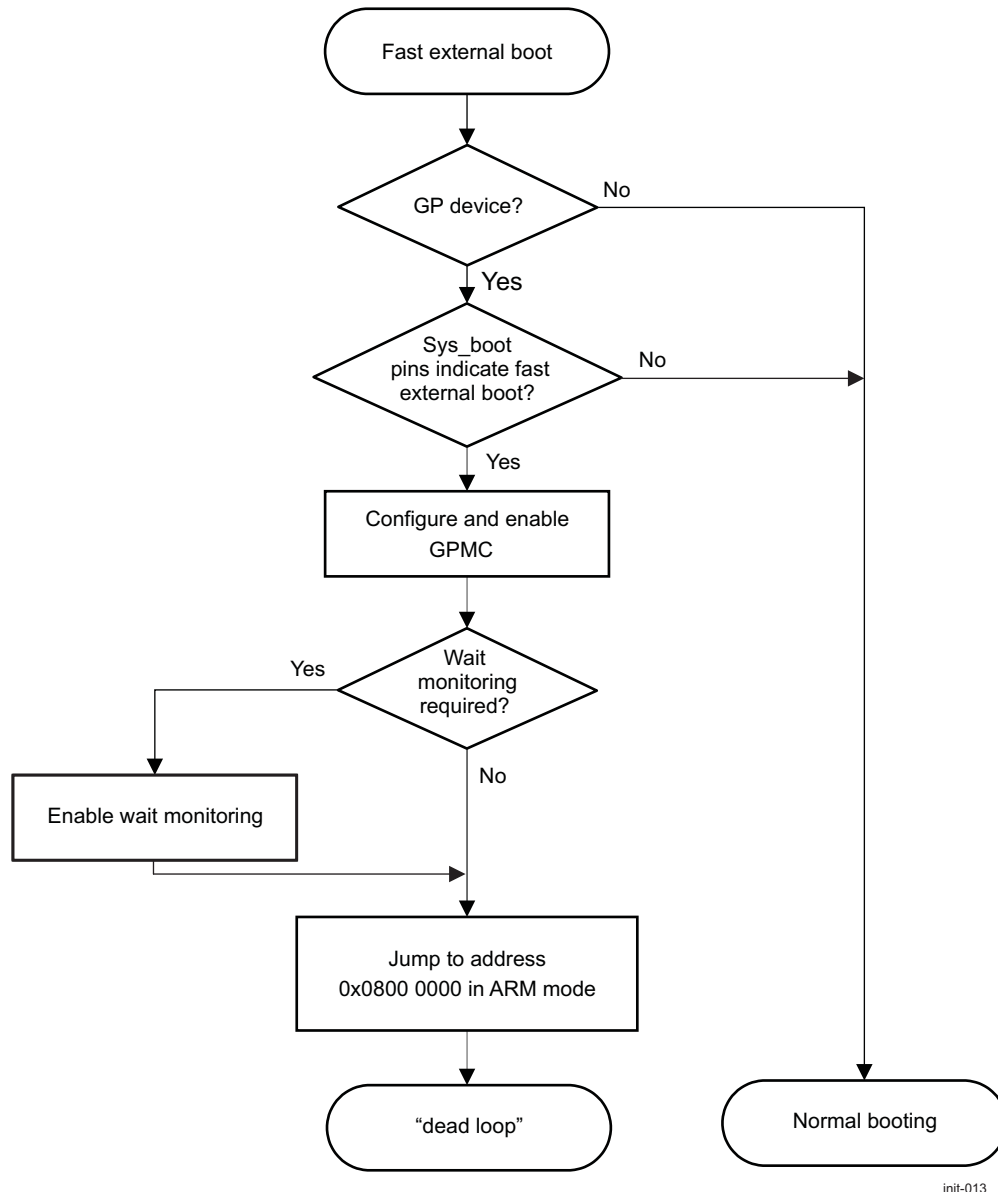 Fast external boot
GP device?
No
Yes
Sys_boot
pins indicate fast
external boot?
No
Yes
Configure and enable
GPMC
Wait
monitoring
required?
Yes
No
Enable wait monitoring
Jump to address
0x0800 0000 in ARM mode
“dead loop”
Normal booting
init-013